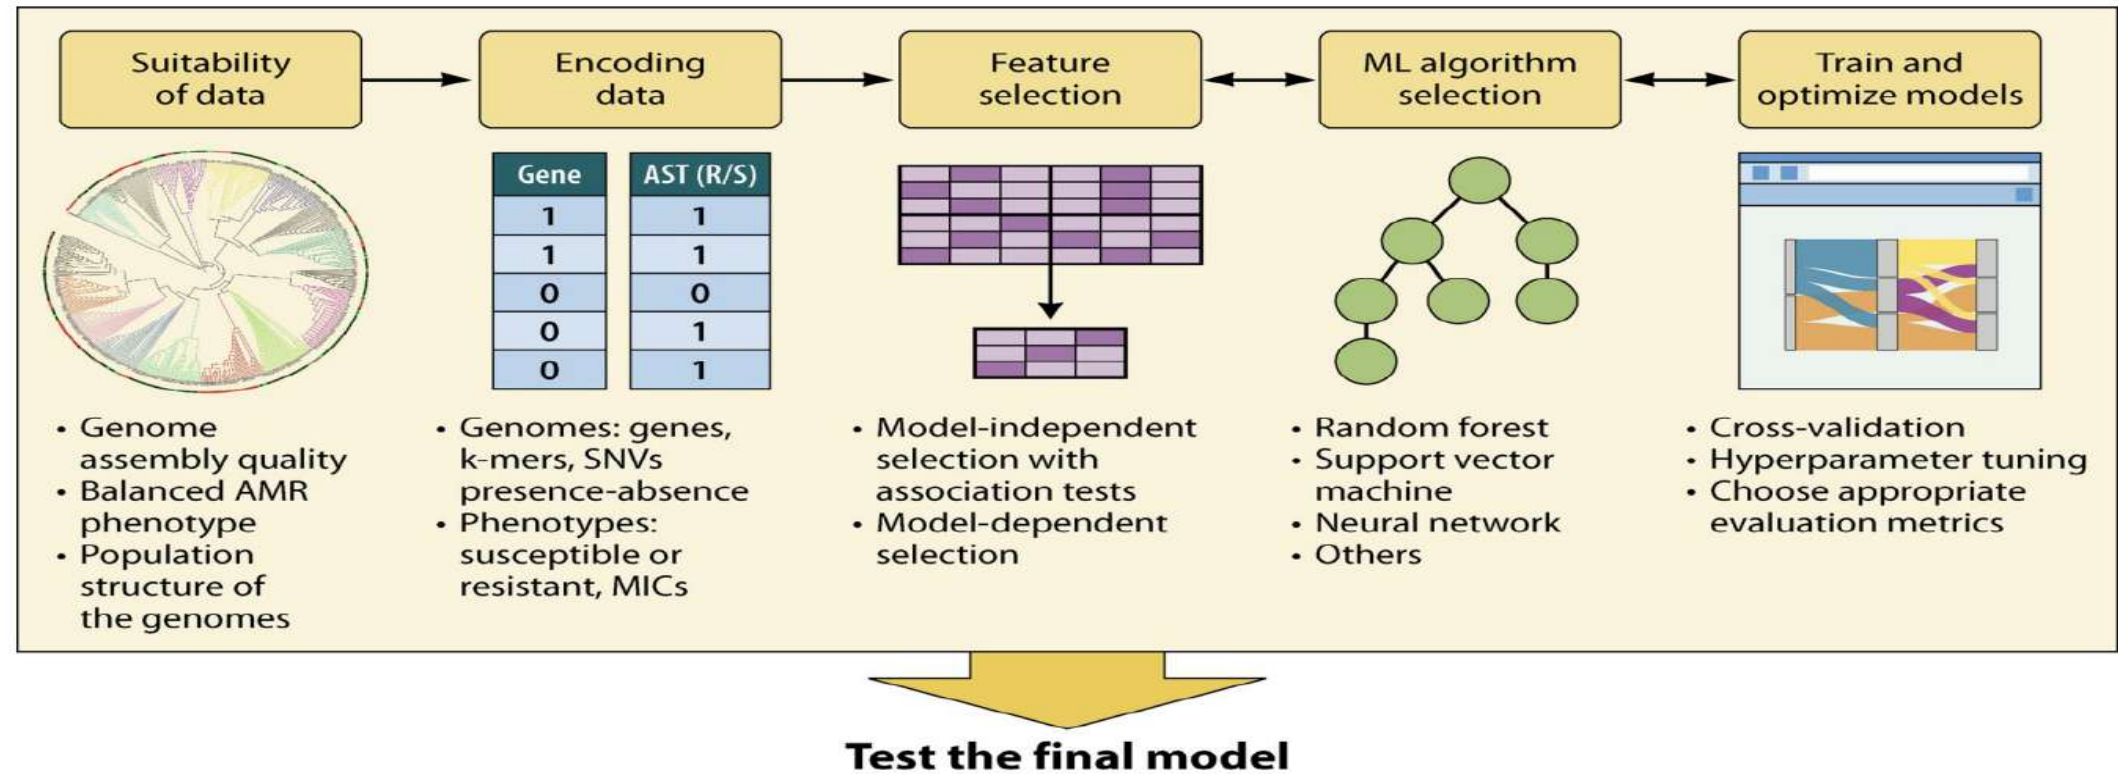 Suitability
of data
Encoding
data
Feature
selection
ML algorithm
selection
Train and
optimize models
Gene
1
1
0
0
0
AST (R/S)
1
1
0
1
1
• Genome
assembly quality
• Balanced AMR
phenotype
• Population
structure of
the genomes
• Genomes: genes,
k-mers, SNVs
presence-absence
• Phenotypes:
susceptible or
resistant, MICs
• Model-independent
selection with
association tests
• Model-dependent
selection
• Random forest
• Support vector
machine
• Neural network
• Others
• Cross-validation
• Hyperparameter tuning
• Choose appropriate
evaluation metrics
Test the final model